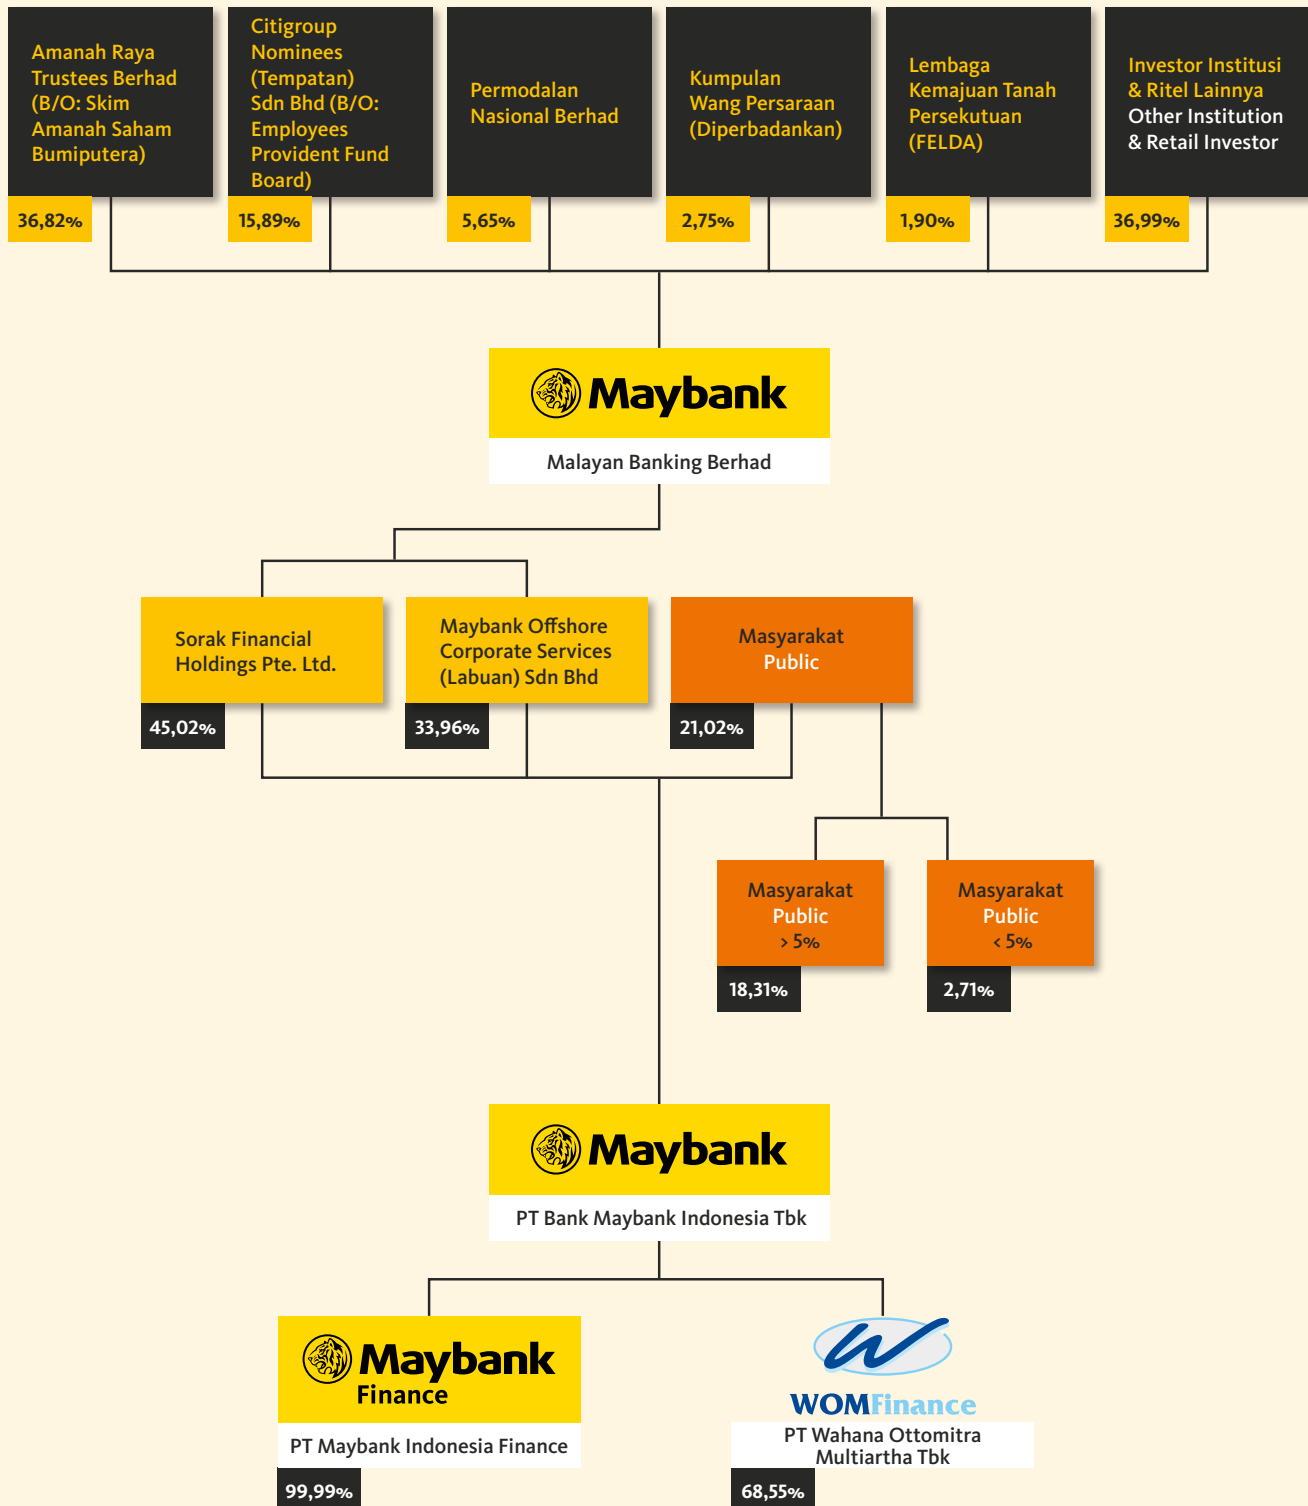 Amanah Raya
Trustees Berhad
(B/O: Skim
Amanah Saham
Bumiputera)
36,82%
Citigroup
Nominees
(Tempatan)
Sdn Bhd (B/O:
Employees
Provident Fund
Board)
15,89%
Permodalan
Nasional Berhad
5,65%
Kumpulan
Wang Persaraan
(Diperbadankan)
2,75%
Lembaga
Kemajuan Tanah
Persekutuan
(FELDA)
1,90%
Investor Institusi
& Ritel Lainnya
Other Institution
& Retail Investor
36,99%
Maybank
Malayan Banking Berhad
Sorak Financial
Holdings Pte. Ltd.
45,02%
Maybank Offshore
Corporate Services
(Labuan) Sdn Bhd
33,96%
Masyarakat
Public
21,02%
Masyarakat
Public
> 5%
18,31%
Masyarakat
Public
< 5%
2,71%
Maybank
PT Bank Maybank Indonesia Tbk
Maybank
Finance
PT Maybank Indonesia Finance
99,99%
WOMFinance
PT Wahana Ottomitra
Multiartha Tbk
68,55%